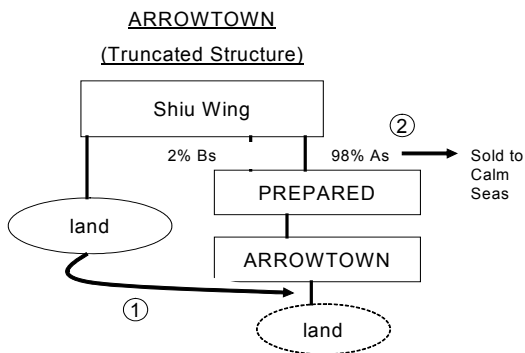 ARROWTOWN
(Truncated Structure)
Shiu Wing
②
2% Bs
98% As
Sold to
Calm
Seas
PREPARED
land
ARROWTOWN
①
land